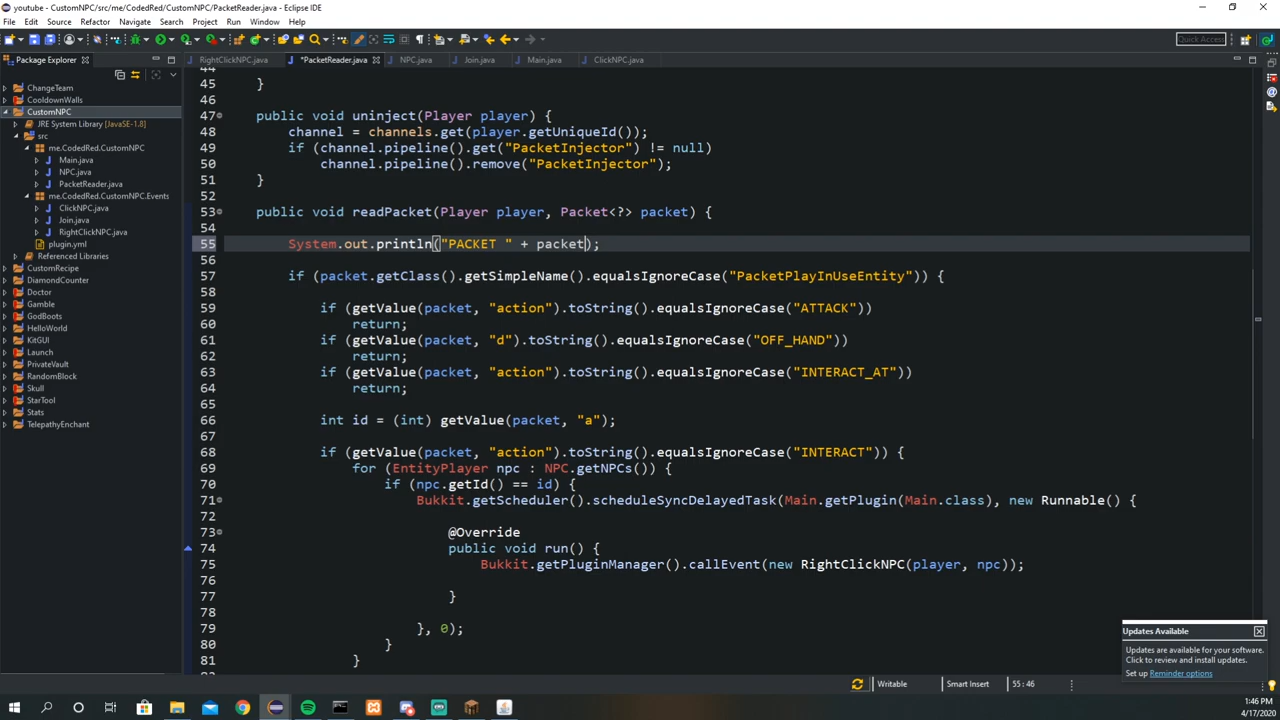 youtube - CustomNPC/src/me/CodedRed/CustomNPC/PacketReader.java - Eclipse IDE
File Edit Source Refactor Navigate Search Project Run Window Help
Quick Access
Package Explorer
RightClickNPC.java *PacketReader.java NPC.java Join.java Main.java ClickNPC.java
ChangeTeam
CooldownWalls
CustomNPC
JRE System Library [JavaSE-1.8]
src
me.CodedRed.CustomNPC
Main.java
NPC.java
PacketReader.java
me.CodedRed.CustomNPC.Events
ClickNPC.java
Join.java
RightClickNPC.java
plugin.yml
Referenced Libraries
CustomRecipe
DiamondCounter
Doctor
Gamble
GodBoots
HelloWorld
KitGUI
Launch
PrivateVault
RandomBlock
Skull
StarTool
Stats
TelepathyEnchant
44
45 }
46
47 public void uninject(Player player) {
48 channel = channels.get(player.getUniqueId());
49 if (channel.pipeline().get("PacketInjector") != null)
50 channel.pipeline().remove("PacketInjector");
51 }
52
53 public void readPacket(Player player, Packet<?> packet) {
54
55 System.out.println("PACKET " + packet);
56
57 if (packet.getClass().getSimpleName().equalsIgnoreCase("PacketPlayInUseEntity")) {
58
59 if (getValue(packet, "action").toString().equalsIgnoreCase("ATTACK"))
60 return;
61 if (getValue(packet, "d").toString().equalsIgnoreCase("OFF_HAND"))
62 return;
63 if (getValue(packet, "action").toString().equalsIgnoreCase("INTERACT_AT"))
64 return;
65
66 int id = (int) getValue(packet, "a");
67
68 if (getValue(packet, "action").toString().equalsIgnoreCase("INTERACT")) {
69 for (EntityPlayer npc : NPC.getNPCs()) {
70 if (npc.getId() == id) {
71 Bukkit.getScheduler().scheduleSyncDelayedTask(Main.getPlugin(Main.class), new Runnable() {
72
73 @Override
74 public void run() {
75 Bukkit.getPluginManager().callEvent(new RightClickNPC(player, npc));
76
77 }
78
79 }, 0);
80 }
81 }
Updates Available
Updates are available for your software.
Click to review and install updates.
Set up Reminder options
Writable Smart Insert 55 : 46
1:46 PM
4/17/2020